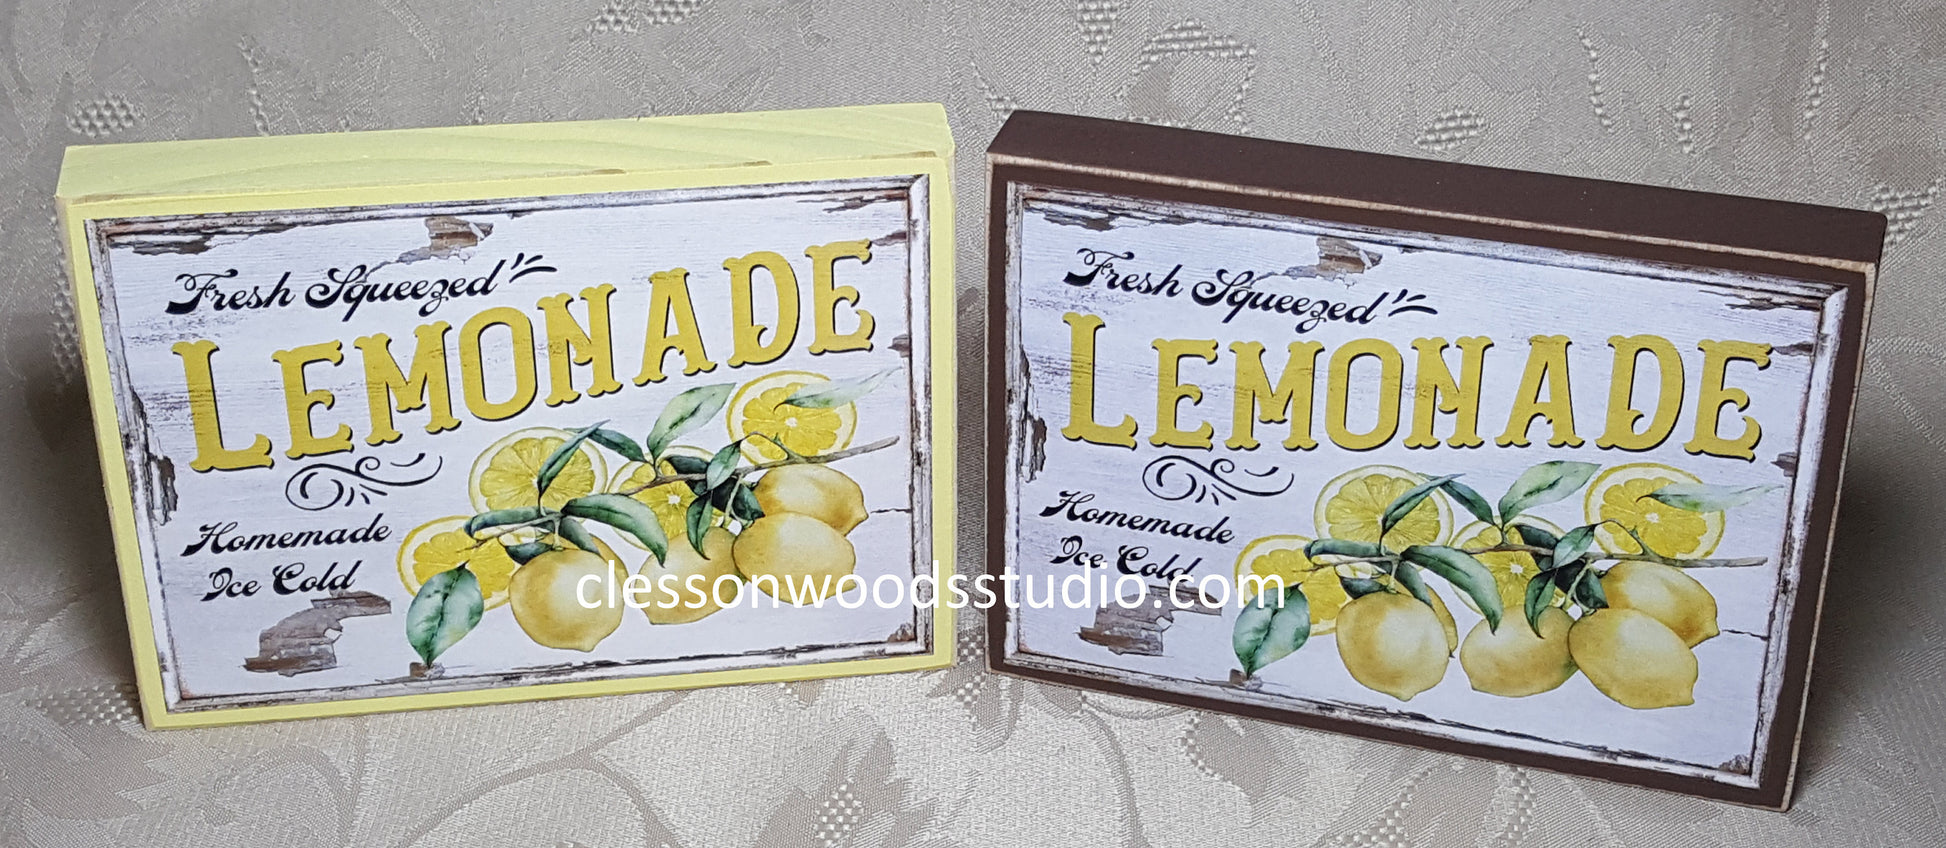 Fresh Squeezed
LEMONADE
Homemade
Ice Cold
Fresh Squeezed
LEMONADE
Homemade
Ice Cold
clessonwoodsstudio.com